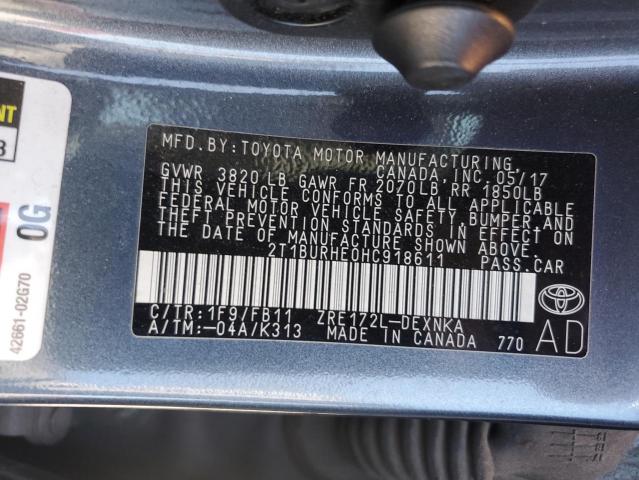 MFD.BY:TOYOTA MOTOR MANUFACTURING
CANADA, INC. 05/17
GVWR 3820 LB GAWR FR 2070LB RR 1850LB
THIS VEHICLE CONFORMS TO ALL APPLICABLE
FEDERAL MOTOR VEHICLE SAFETY, BUMPER, AND
THEFT PREVENTION STANDARDS IN EFFECT ON
THE DATE OF MANUFACTURE SHOWN ABOVE.
2T1BURHE0HC918611 PASS.CAR
C/TR:1F9/FB11 ZRE172L-DEXNKA
A/TM:-04A/K313 MADE IN CANADA 770
AD
0G
42661-02G70